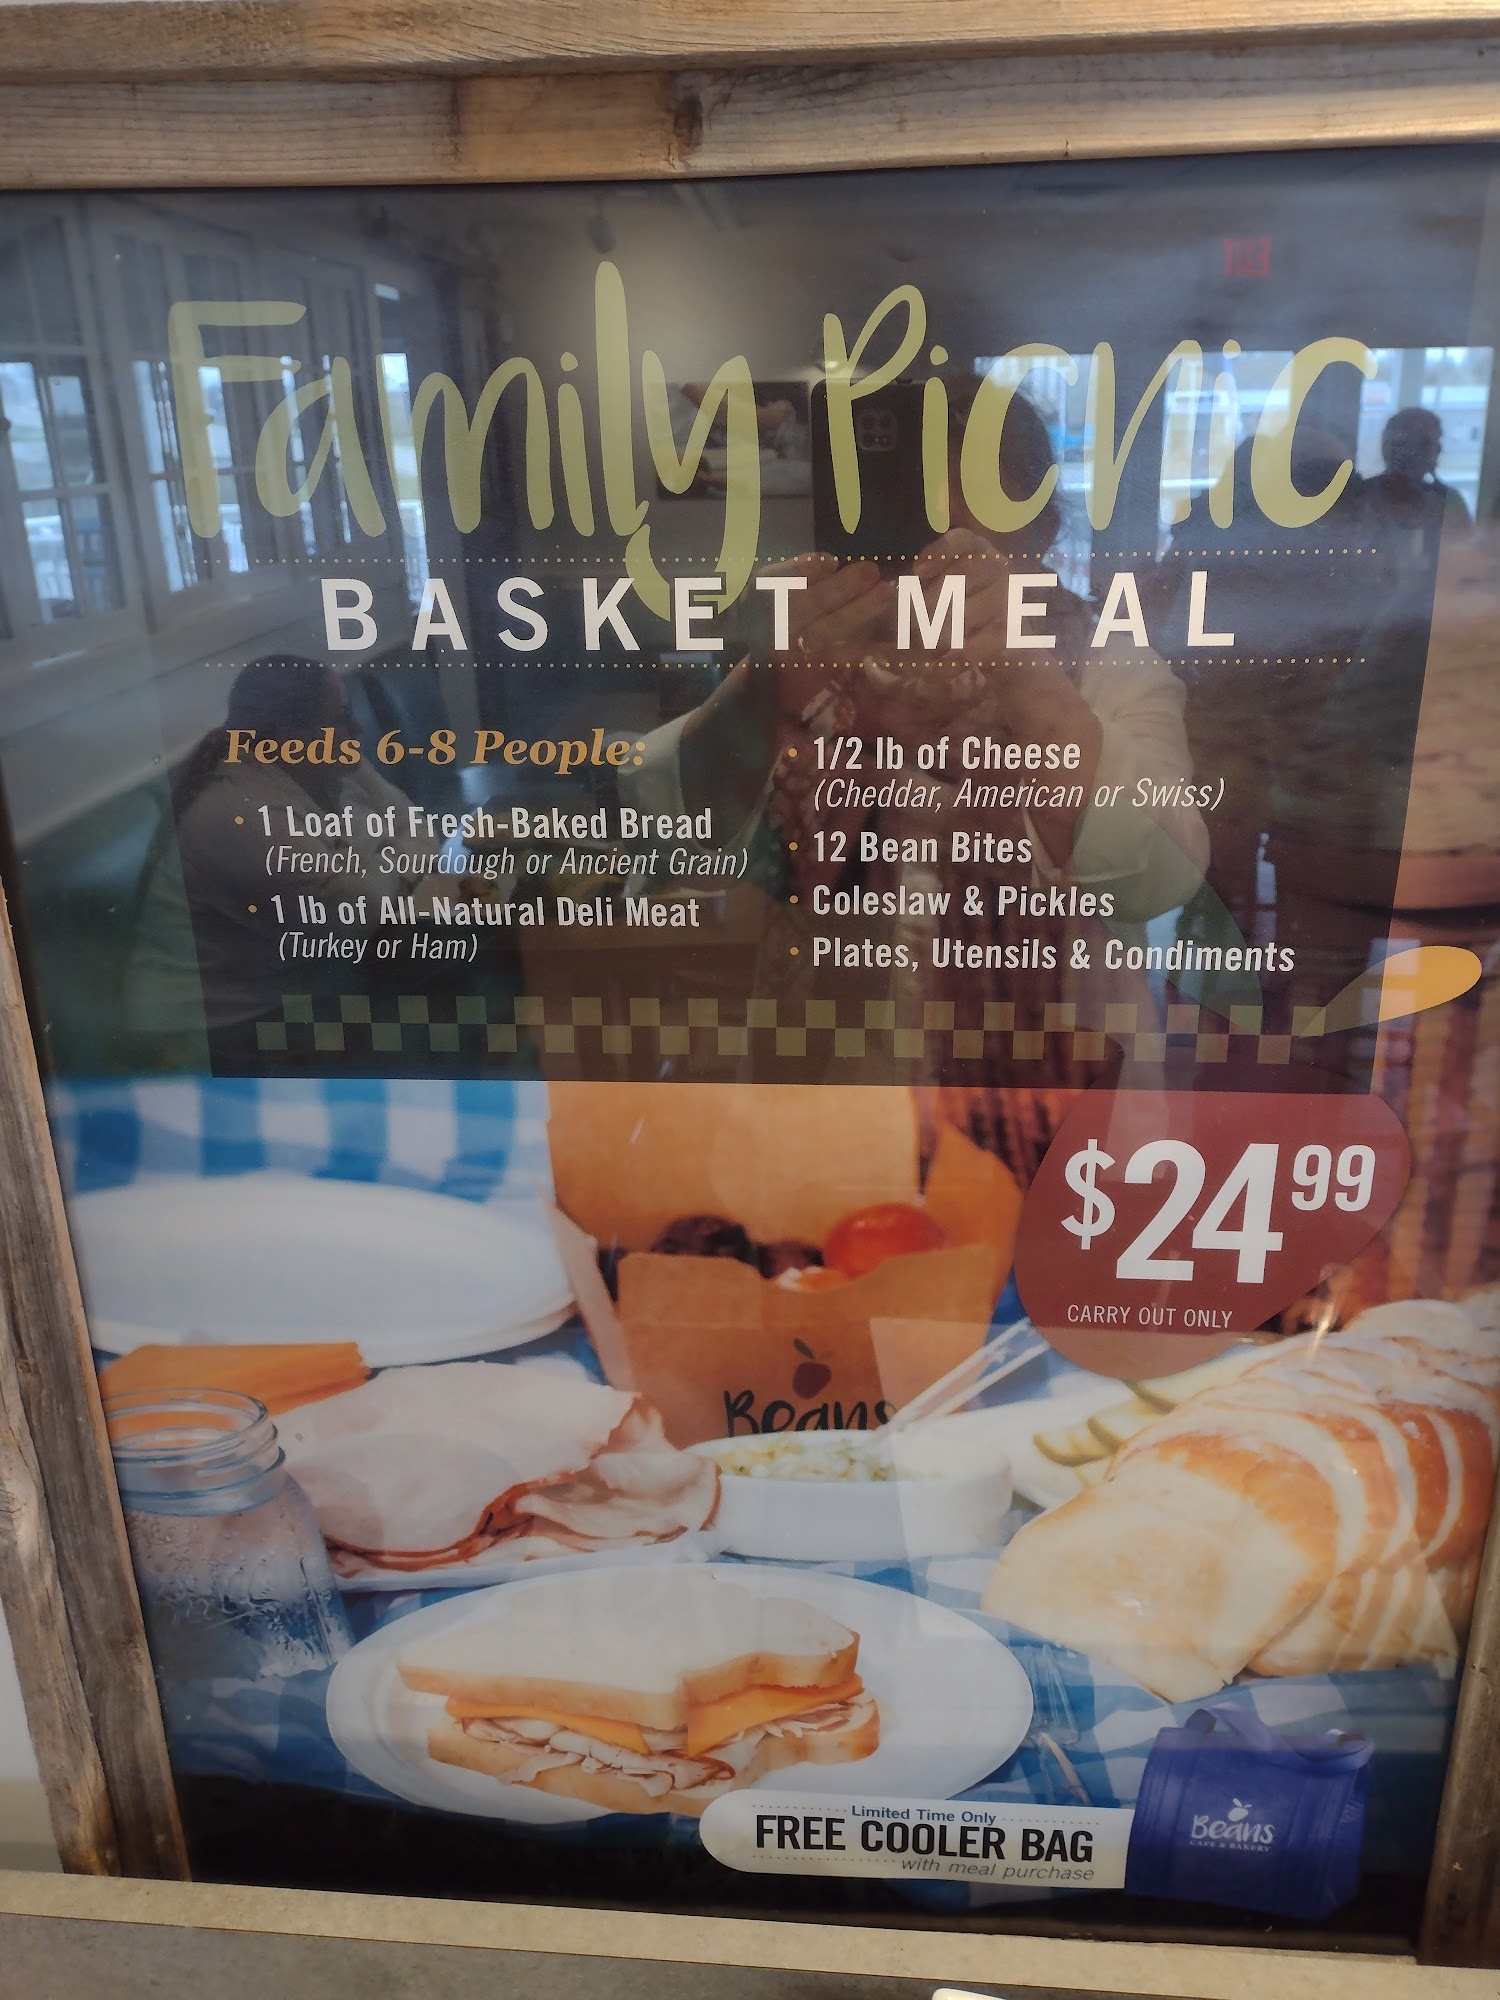 EXIT
Family Picnic
BASKET MEAL
Feeds 6-8 People:
• 1 Loaf of Fresh-Baked Bread
(French, Sourdough or Ancient Grain)
• 1 lb of All-Natural Deli Meat
(Turkey or Ham)
• 1/2 lb of Cheese
(Cheddar, American or Swiss)
• 12 Bean Bites
• Coleslaw & Pickles
• Plates, Utensils & Condiments
$24 99
CARRY OUT ONLY
Beans
Limited Time Only
FREE COOLER BAG
with meal purchase
Beans
CAFE & BAKERY